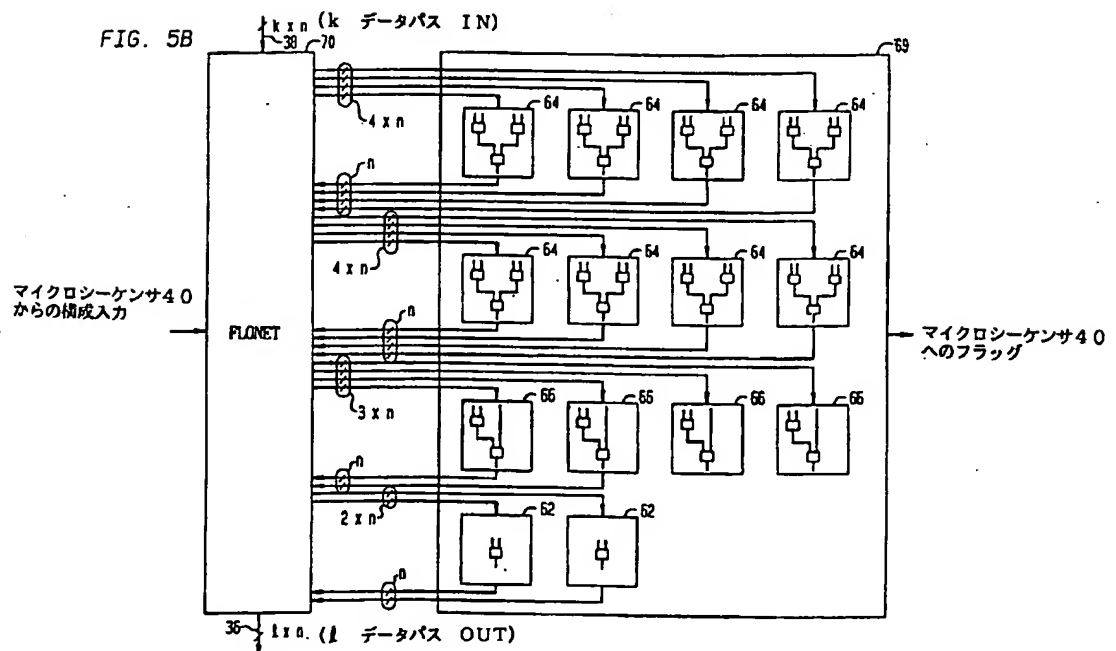 FIG. 5B
k x n (k データパス IN)
38
70
69
64
64
64
64
4 x n
n
64
64
64
64
4 x n
マイクロシーケンサ40
からの構成入力
FLONET
n
マイクロシーケンサ40
へのフラッグ
66
66
66
66
3 x n
n
62
62
2 x n
n
36
l x n. (l データパス OUT)